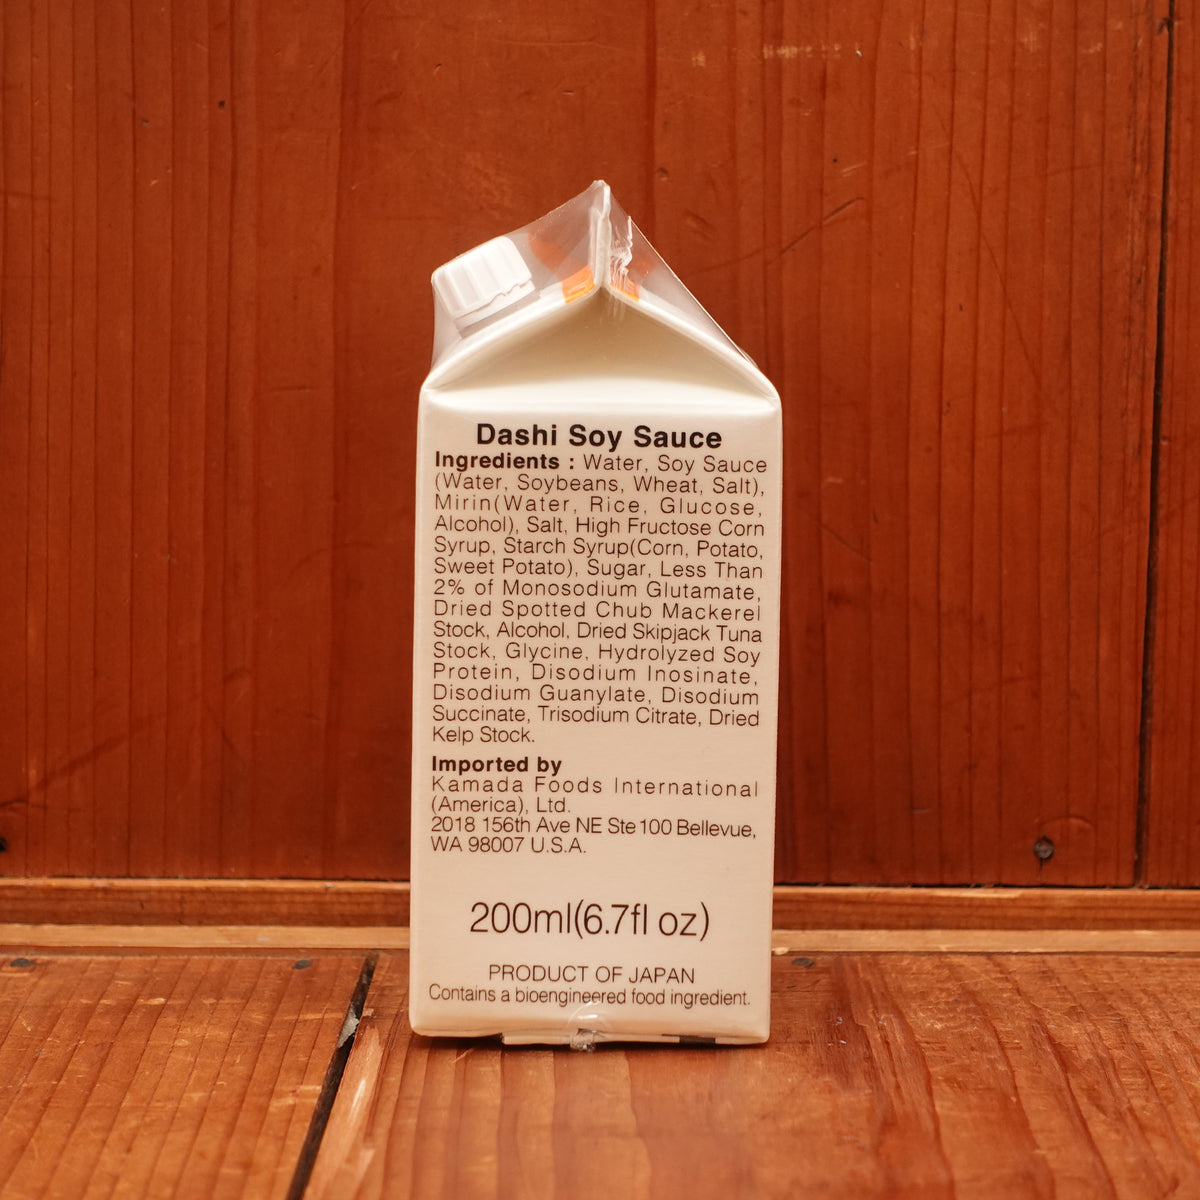 Dashi Soy Sauce
Ingredients : Water, Soy Sauce
(Water, Soybeans, Wheat, Salt),
Mirin(Water, Rice, Glucose,
Alcohol), Salt, High Fructose Corn
Syrup, Starch Syrup(Corn, Potato,
Sweet Potato), Sugar, Less Than
2% of Monosodium Glutamate,
Dried Spotted Chub Mackerel
Stock, Alcohol, Dried Skipjack Tuna
Stock, Glycine, Hydrolyzed Soy
Protein, Disodium Inosinate,
Disodium Guanylate, Disodium
Succinate, Trisodium Citrate, Dried
Kelp Stock.
Imported by
Kamada Foods International
(America), Ltd.
2018 156th Ave NE Ste 100 Bellevue,
WA 98007 U.S.A.
200ml(6.7fl oz)
PRODUCT OF JAPAN
Contains a bioengineered food ingredient.